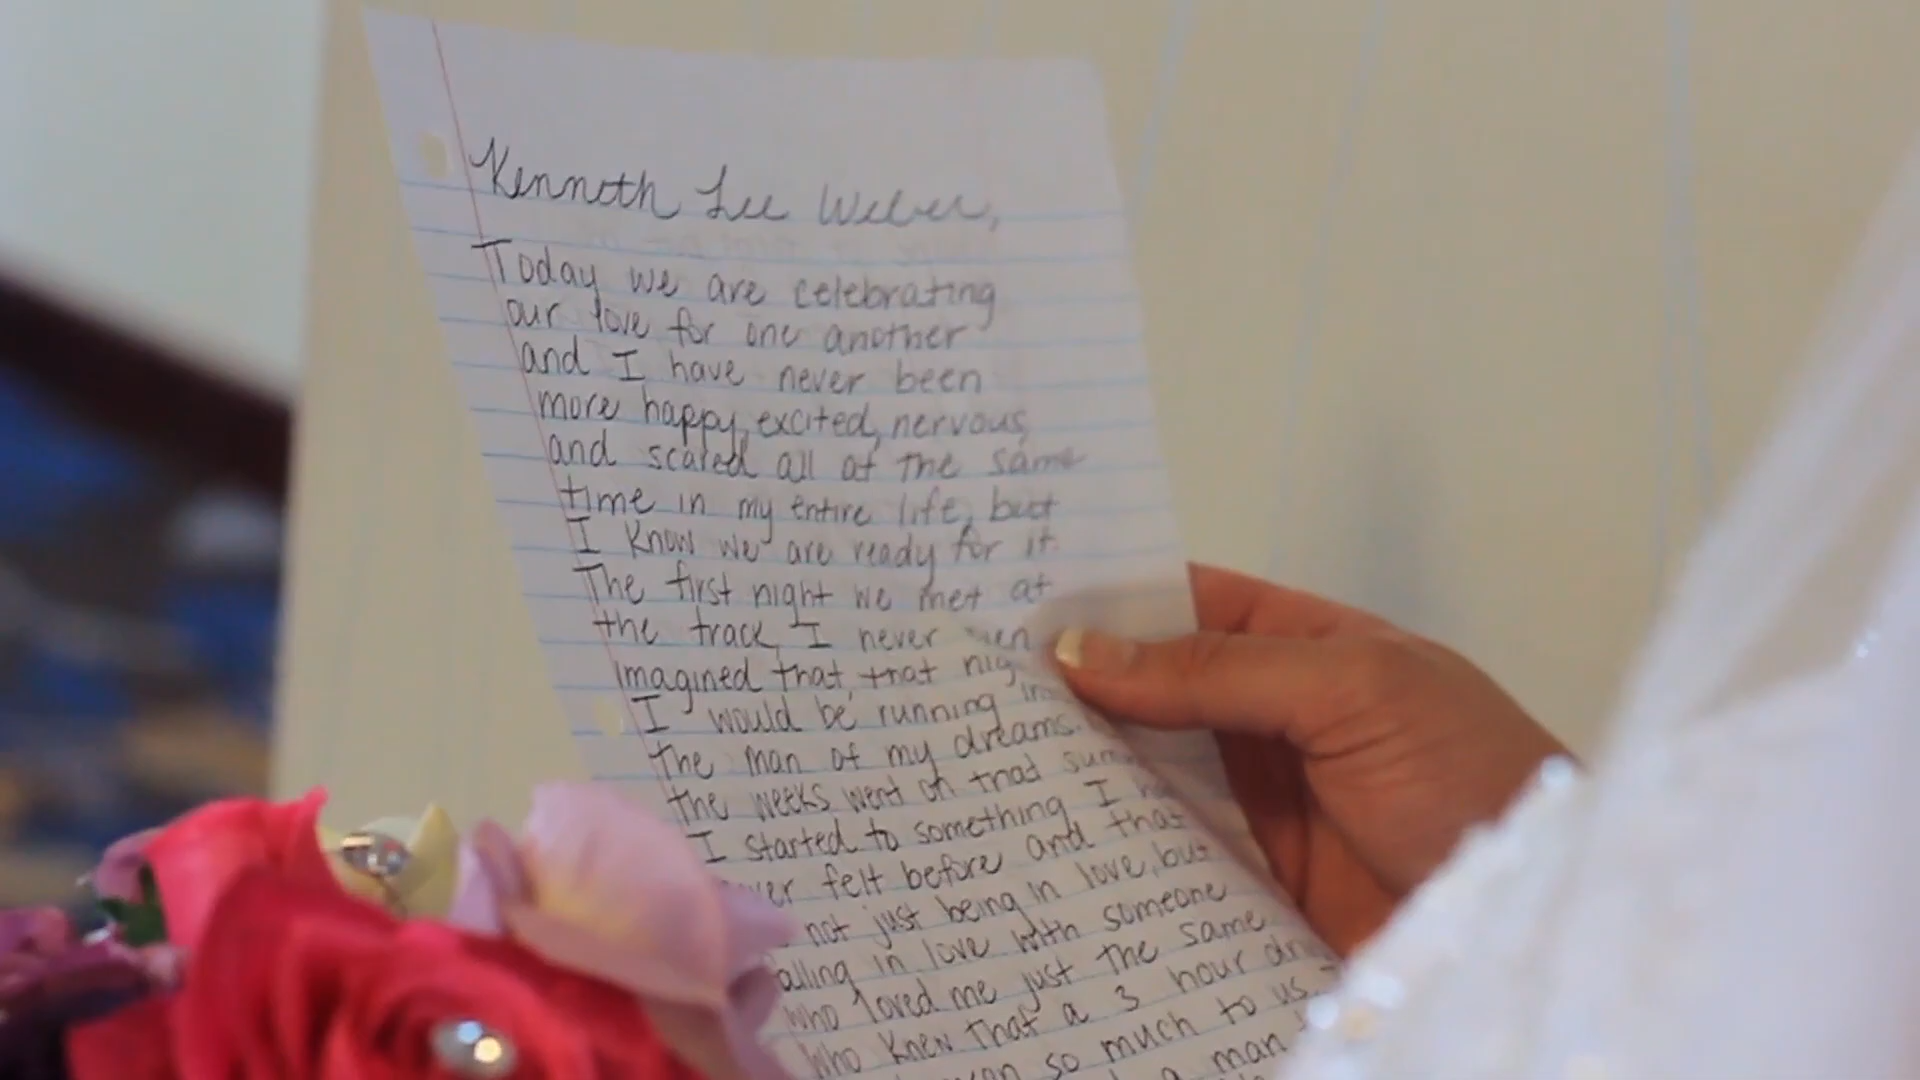 Kenneth Lee Weber,
Today we are celebrating
our love for one another
and I have never been
more happy, excited, nervous,
and scared all at the same
time in my entire life, but
I know we are ready for it.
The first night we met at
the track, I never
imagined that, that
I would be running
the man of my dreams.
the weeks went on that
I started to something I
felt before and that
not just being in love, but
in love with someone
who loved me just the same
who knew that a 3 hour
so much to us.
a man